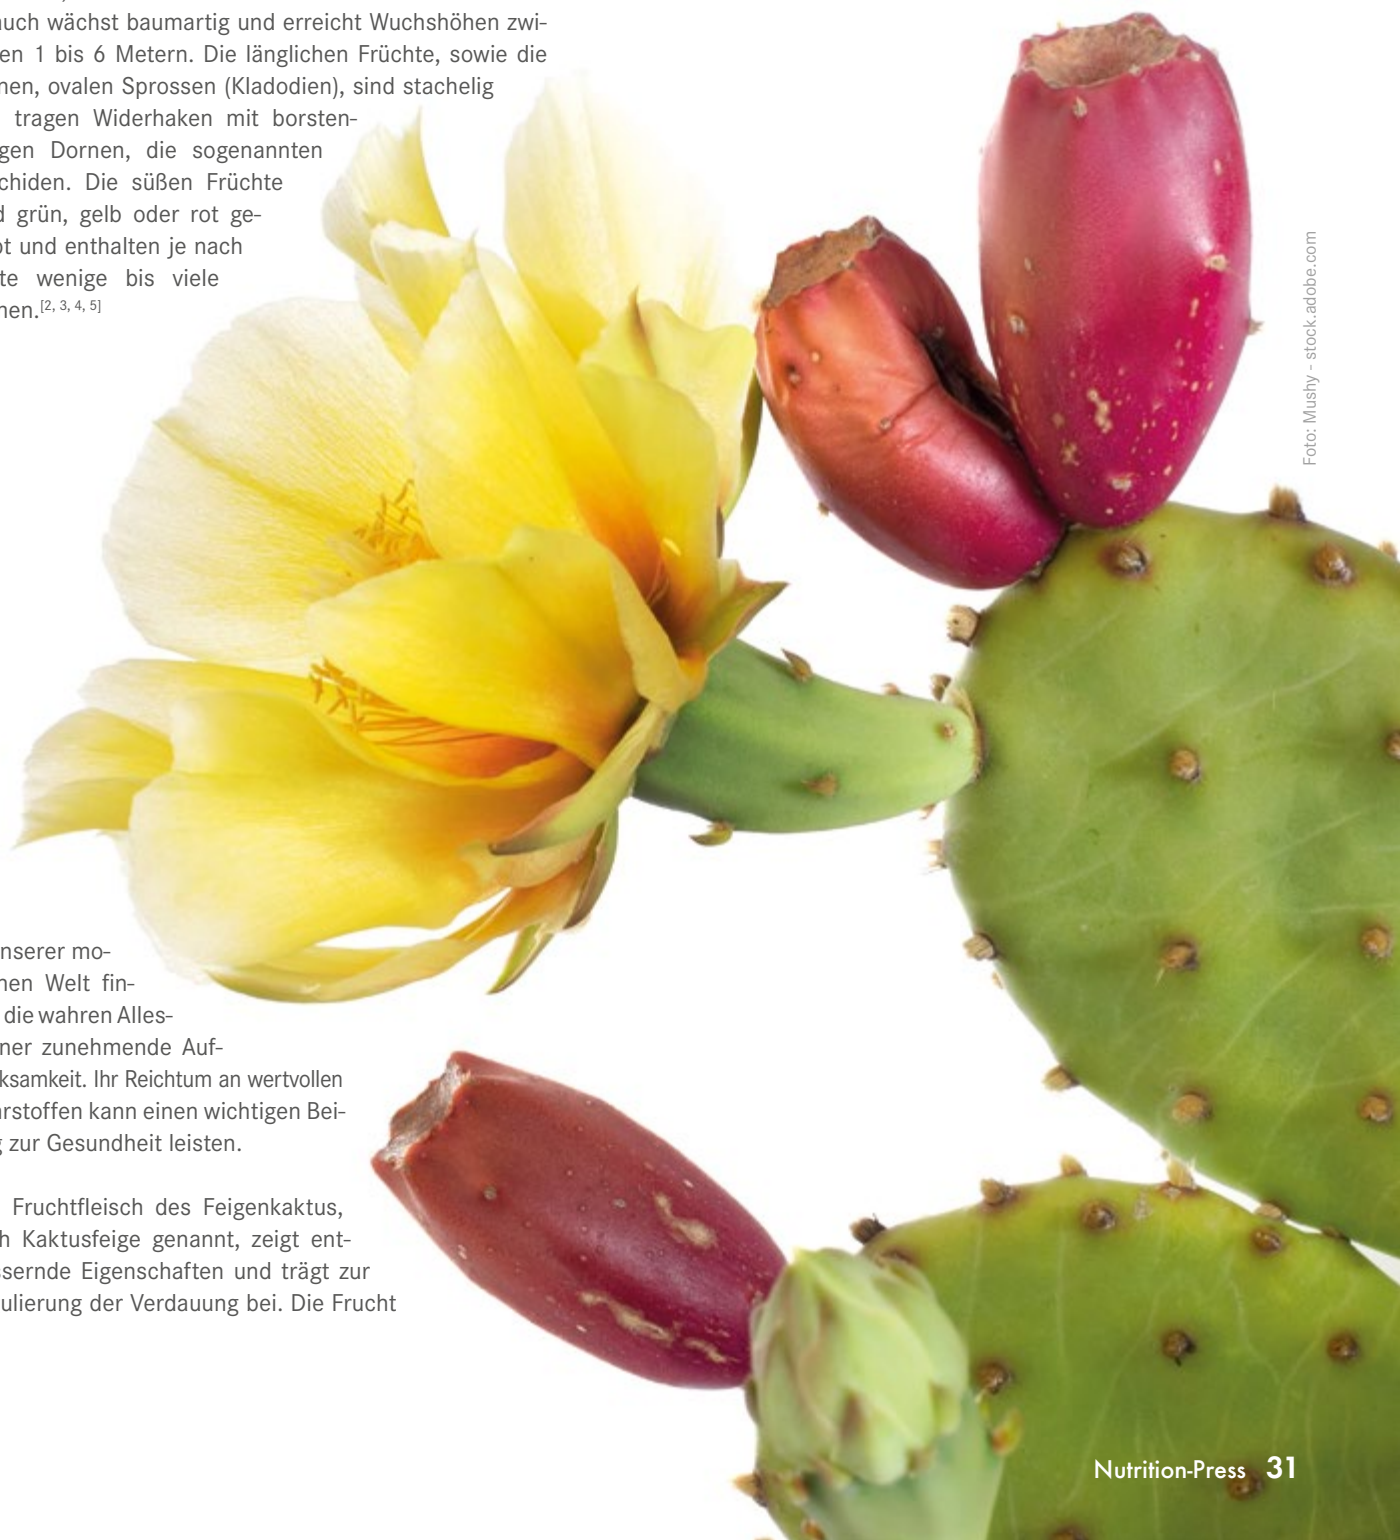 auch wächst baumartig und erreicht Wuchshöhen zwi-
en 1 bis 6 Metern. Die länglichen Früchte, sowie die
nen, ovalen Sprossen (Kladodien), sind stachelig
tragen Widerhaken mit borsten-
gen Dornen, die sogenannten
chiden. Die süßen Früchte
d grün, gelb oder rot ge-
bt und enthalten je nach
te wenige bis viele
nen.[2, 3, 4, 5]
Foto: Mushy - stock.adobe.com
nserer mo-
nen Welt fin-
die wahren Alles-
ner zunehmende Auf-
ksamkeit. Ihr Reichtum an wertvollen
arstoffen kann einen wichtigen Bei-
g zur Gesundheit leisten.
Fruchtfleisch des Feigenkaktus,
h Kaktusfeige genannt, zeigt ent-
ssernde Eigenschaften und trägt zur
ulierung der Verdauung bei. Die Frucht
Nutrition-Press 31